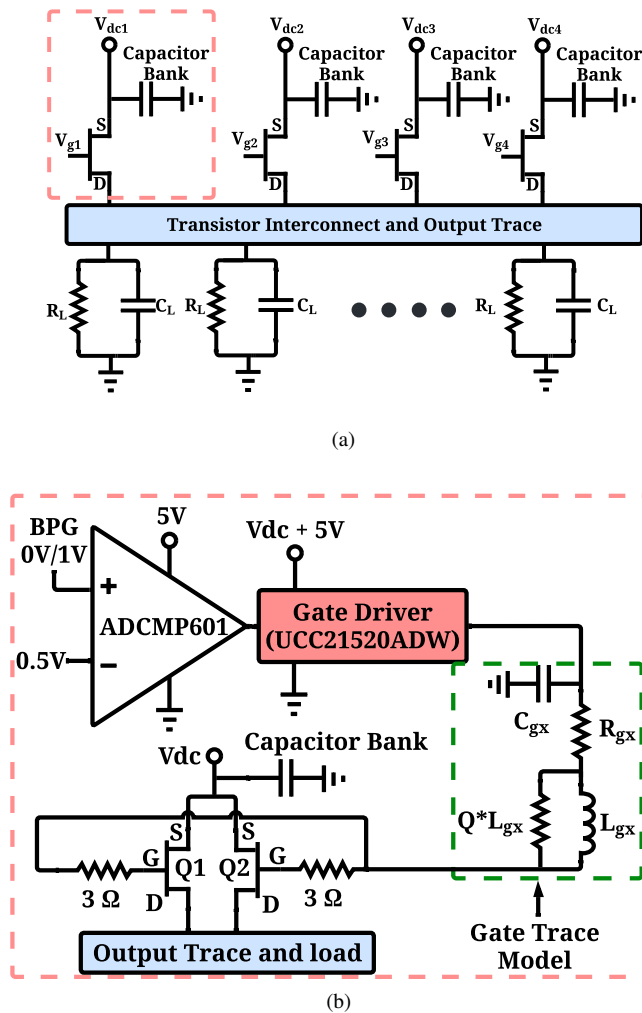 Vdc1
Vdc2
Vdc3
Vdc4
Capacitor
Bank
Capacitor
Bank
Capacitor
Bank
Capacitor
Bank
S
S
S
S
Vg1
Vg2
Vg3
Vg4
D
D
D
D
Transistor Interconnect and Output Trace
RL
CL
RL
CL
RL
CL
(a)
BPG
0V/1V
5V
Vdc + 5V
+
ADCMP601
Gate Driver
(UCC21520ADW)
0.5V
−
Cgx
Rgx
Vdc
Capacitor Bank
Q*Lgx
Lgx
S
S
G
Q1
Q2
G
3 Ω
3 Ω
D
D
Gate Trace
Model
Output Trace and load
(b)